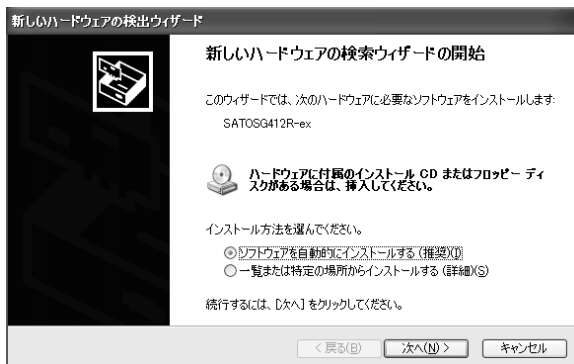 新しいハードウェアの検出ウィザード
新しいハードウェアの検索ウィザードの開始
このウィザードでは、次のハードウェアに必要なソフトウェアをインストールします:
SATOSG412R-ex
ハードウェアに付属のインストール CD またはフロッピー ディ
スクがある場合は、挿入してください。
インストール方法を選んでください。
ソフトウェアを自動的にインストールする (推奨)(I)
一覧または特定の場所からインストールする (詳細)(S)
続行するには、[次へ] をクリックしてください。
< 戻る(B) 次へ(N) > キャンセル